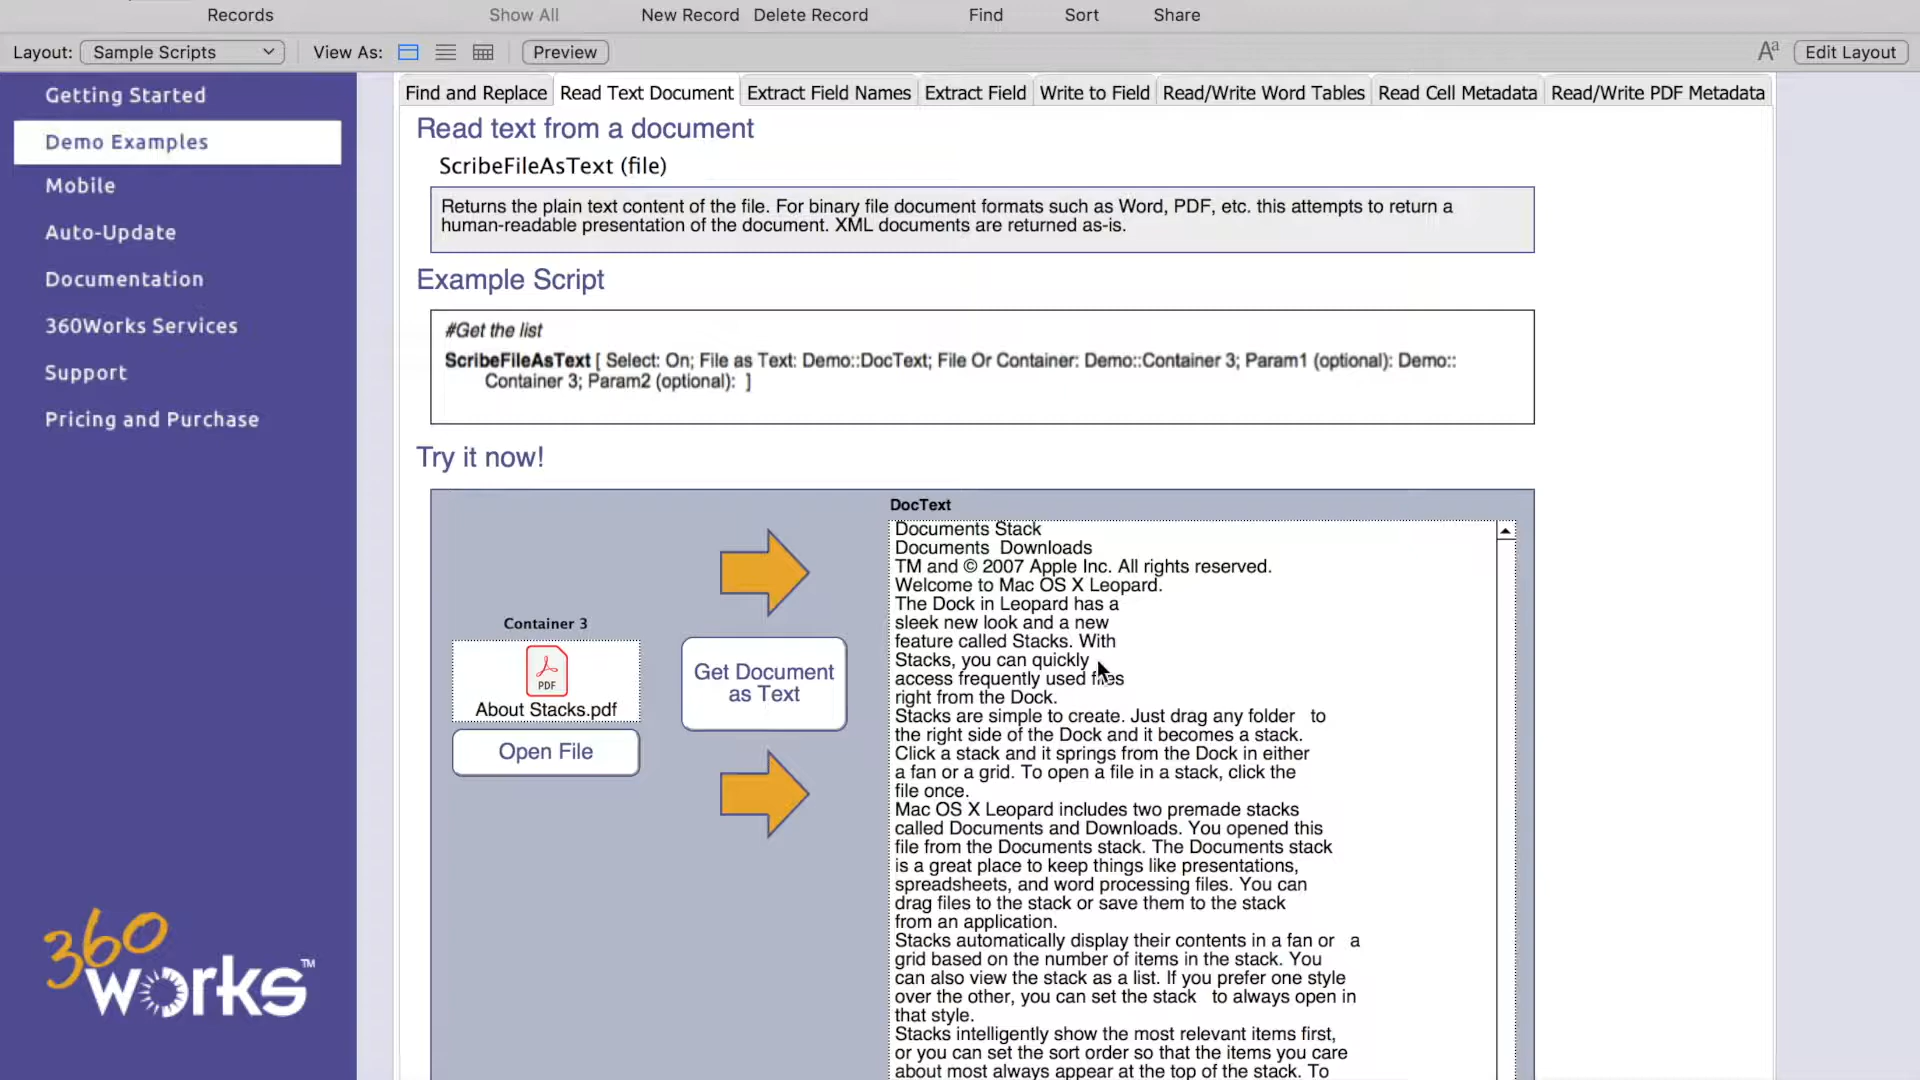 Records
Show All
New Record Delete Record
Find
Sort
Share
Layout: Sample Scripts
View As:
Preview
Aa
Edit Layout
Getting Started
Demo Examples
Mobile
Auto-Update
Documentation
360Works Services
Support
Pricing and Purchase
360
works™
Find and Replace
Read Text Document
Extract Field Names
Extract Field
Write to Field
Read/Write Word Tables
Read Cell Metadata
Read/Write PDF Metadata
Read text from a document
ScribeFileAsText (file)
Returns the plain text content of the file. For binary file document formats such as Word, PDF, etc. this attempts to return a
human-readable presentation of the document. XML documents are returned as-is.
Example Script
#Get the list
ScribeFileAsText [ Select: On; File as Text: Demo::DocText; File Or Container: Demo::Container 3; Param1 (optional): Demo::
Container 3; Param2 (optional): ]
Try it now!
Container 3
PDF
About Stacks.pdf
Open File
Get Document
as Text
DocText
Documents Stack
Documents Downloads
TM and © 2007 Apple Inc. All rights reserved.
Welcome to Mac OS X Leopard.
The Dock in Leopard has a
sleek new look and a new
feature called Stacks. With
Stacks, you can quickly
access frequently used files
right from the Dock.
Stacks are simple to create. Just drag any folder to
the right side of the Dock and it becomes a stack.
Click a stack and it springs from the Dock in either
a fan or a grid. To open a file in a stack, click the
file once.
Mac OS X Leopard includes two premade stacks
called Documents and Downloads. You opened this
file from the Documents stack. The Documents stack
is a great place to keep things like presentations,
spreadsheets, and word processing files. You can
drag files to the stack or save them to the stack
from an application.
Stacks automatically display their contents in a fan or a
grid based on the number of items in the stack. You
can also view the stack as a list. If you prefer one style
over the other, you can set the stack to always open in
that style.
Stacks intelligently show the most relevant items first,
or you can set the sort order so that the items you care
about most always appear at the top of the stack. To